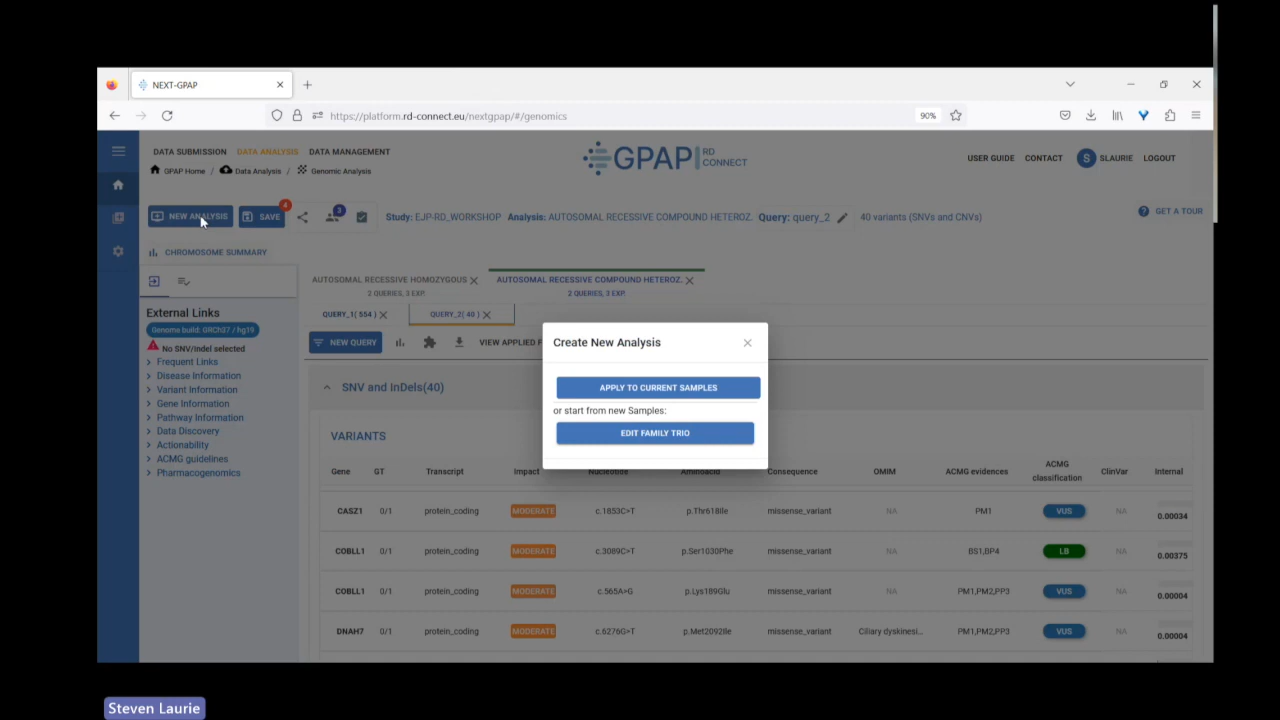 NEXT-GPAP
https://platform.rd-connect.eu/nextgpap/#/genomics
90%
DATA SUBMISSION DATA ANALYSIS DATA MANAGEMENT
GPAP Home / Data Analysis / Genomic Analysis
GPAP RD CONNECT
USER GUIDE CONTACT S SLAURIE LOGOUT
NEW ANALYSIS SAVE 4 3 Study: EJP-RD_WORKSHOP Analysis: AUTOSOMAL RECESSIVE COMPOUND HETEROZ. Query: query_2 40 variants (SNVs and CNVs)
GET A TOUR
CHROMOSOME SUMMARY
AUTOSOMAL RECESSIVE HOMOZYGOUS AUTOSOMAL RECESSIVE COMPOUND HETEROZ.
2 QUERIES, 3 EXP. 2 QUERIES, 3 EXP.
QUERY_1( 554 ) QUERY_2( 40 )
NEW QUERY VIEW APPLIED F
External Links
Genome build: GRCh37 / hg19
No SNV/Indel selected
Frequent Links
Disease Information
Variant Information
Gene Information
Pathway Information
Data Discovery
Actionability
ACMG guidelines
Pharmacogenomics
Create New Analysis
APPLY TO CURRENT SAMPLES
or start from new Samples:
EDIT FAMILY TRIO
SNV and InDels(40)
VARIANTS
Gene GT Transcript Impact Nucleotide Aminoacid Consequence OMIM ACMG evidences ACMG classification ClinVar Internal
CASZ1 0/1 protein_coding MODERATE c.1853C>T p.Thr618Ile missense_variant NA PM1 VUS NA 0.00034
COBLL1 0/1 protein_coding MODERATE c.3089C>T p.Ser1030Phe missense_variant NA BS1,BP4 LB NA 0.00375
COBLL1 0/1 protein_coding MODERATE c.565A>G p.Lys189Glu missense_variant NA PM1,PM2,PP3 VUS NA 0.00004
DNAH7 0/1 protein_coding MODERATE c.6276G>T p.Met2092Ile missense_variant Ciliary dyskinesi... PM1,PM2,PP3 VUS NA 0.00004
Steven Laurie